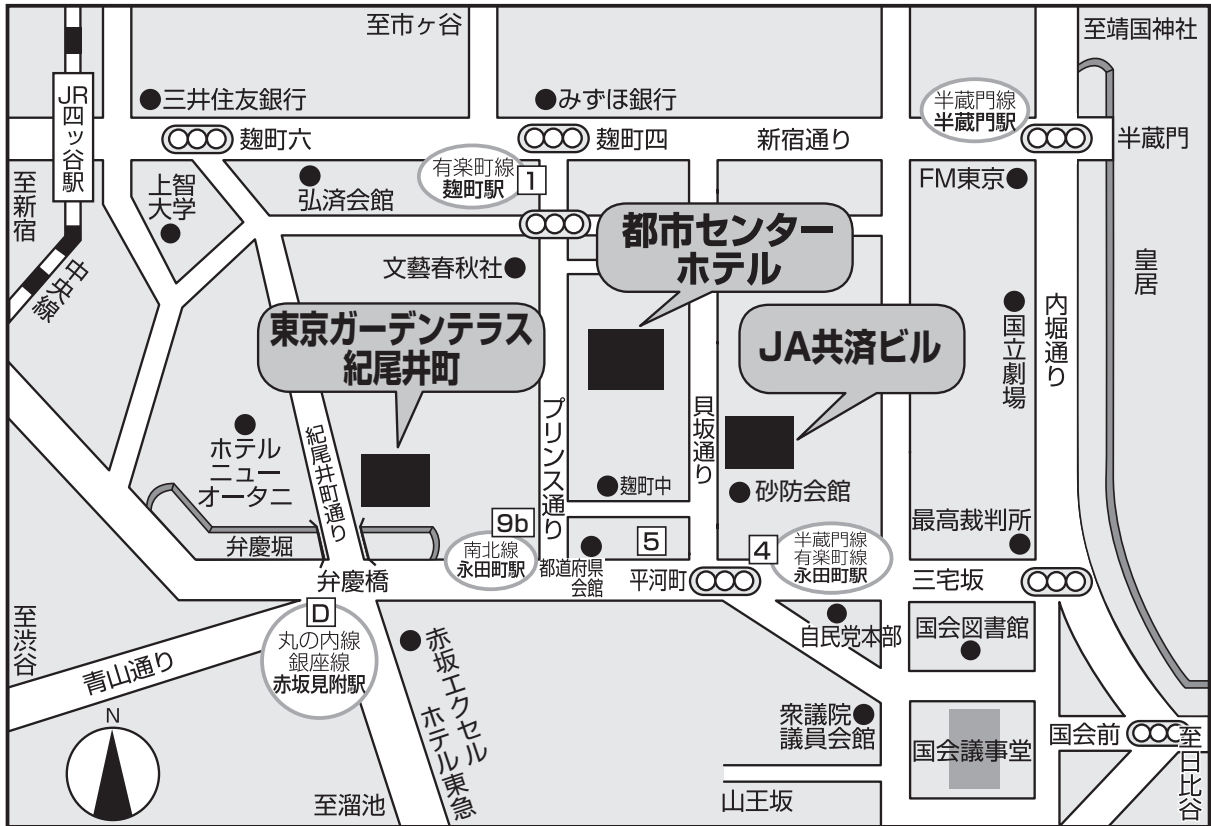 至市ヶ谷
至靖国神社
三井住友銀行
みずほ銀行
半蔵門線
半蔵門駅
JR四ッ谷駅
麹町六
麹町四
新宿通り
半蔵門
至新宿
上智
大学
弘済会館
有楽町線
麹町駅
1
FM東京
都市センター
ホテル
中央線
文藝春秋社
皇居
東京ガーデンテラス
紀尾井町
JA共済ビル
国立劇場
内堀通り
ホテル
ニュー
オータニ
紀尾井町通り
プリンス通り
貝坂通り
麹町中
砂防会館
9b
最高裁判所
弁慶堀
南北線
永田町駅
都道府県
会館
5
4
半蔵門線
有楽町線
永田町駅
弁慶橋
平河町
三宅坂
至渋谷
D
丸の内線
銀座線
赤坂見附駅
青山通り
赤坂エクセル
ホテル東急
自民党本部
国会図書館
N
衆議院
議員会館
国会議事堂
国会前
至日比谷
至溜池
山王坂